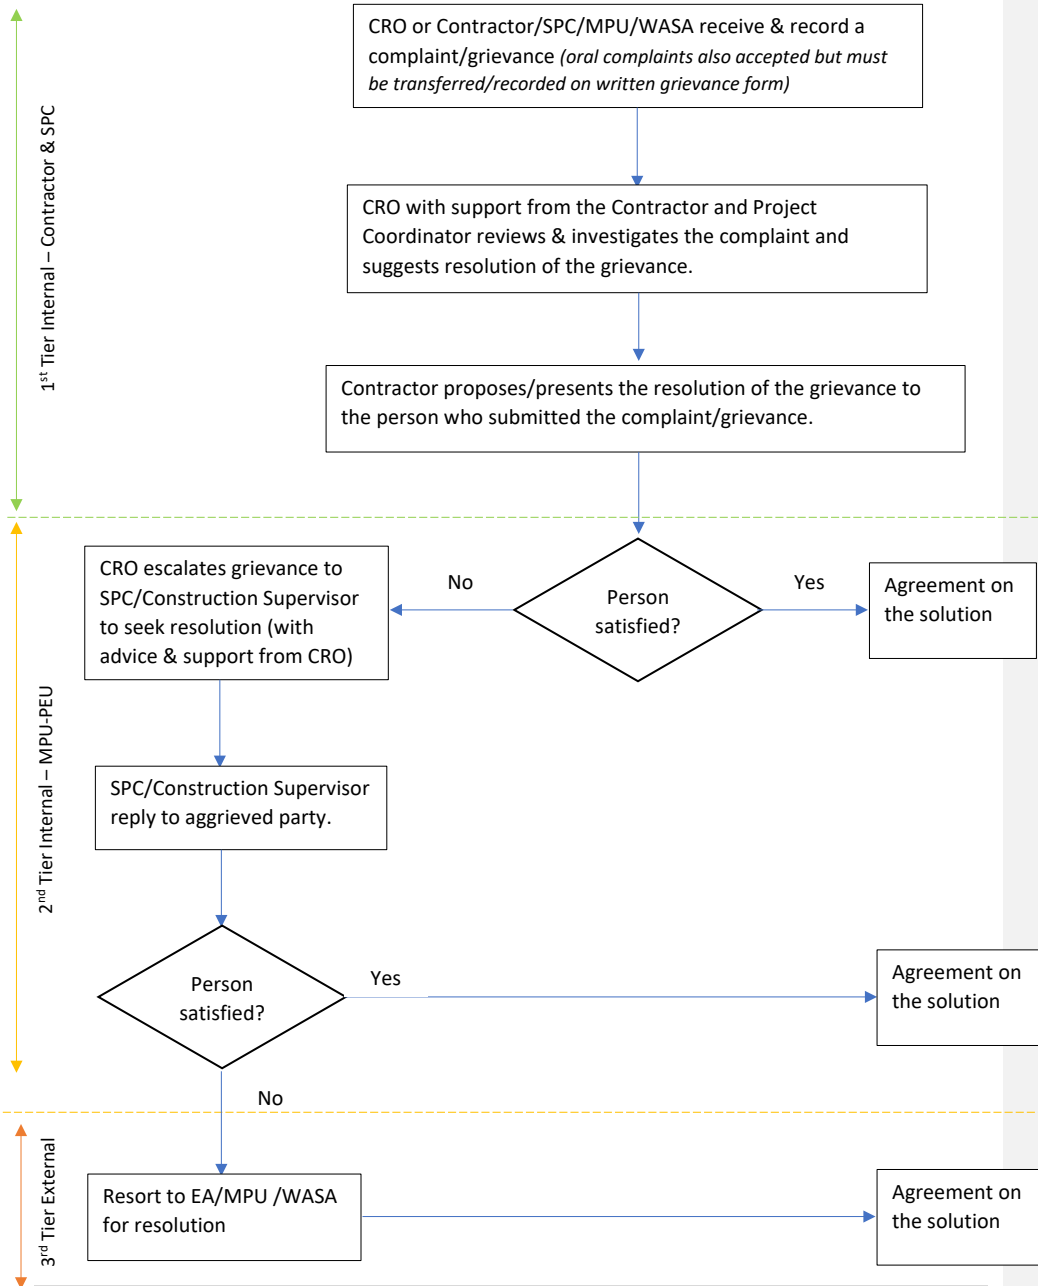 CRO or Contractor/SPC/MPU/WASA receive & record a
complaint/grievance (oral complaints also accepted but must
be transferred/recorded on written grievance form)
1st Tier Internal – Contractor & SPC
CRO with support from the Contractor and Project
Coordinator reviews & investigates the complaint and
suggests resolution of the grievance.
Contractor proposes/presents the resolution of the grievance to
the person who submitted the complaint/grievance.
CRO escalates grievance to
SPC/Construction Supervisor
to seek resolution (with
advice & support from CRO)
No
Person
satisfied?
Yes
Agreement on
the solution
2nd Tier Internal – MPU-PEU
SPC/Construction Supervisor
reply to aggrieved party.
Person
satisfied?
Yes
Agreement on
the solution
No
3rd Tier External
Resort to EA/MPU /WASA
for resolution
Agreement on
the solution